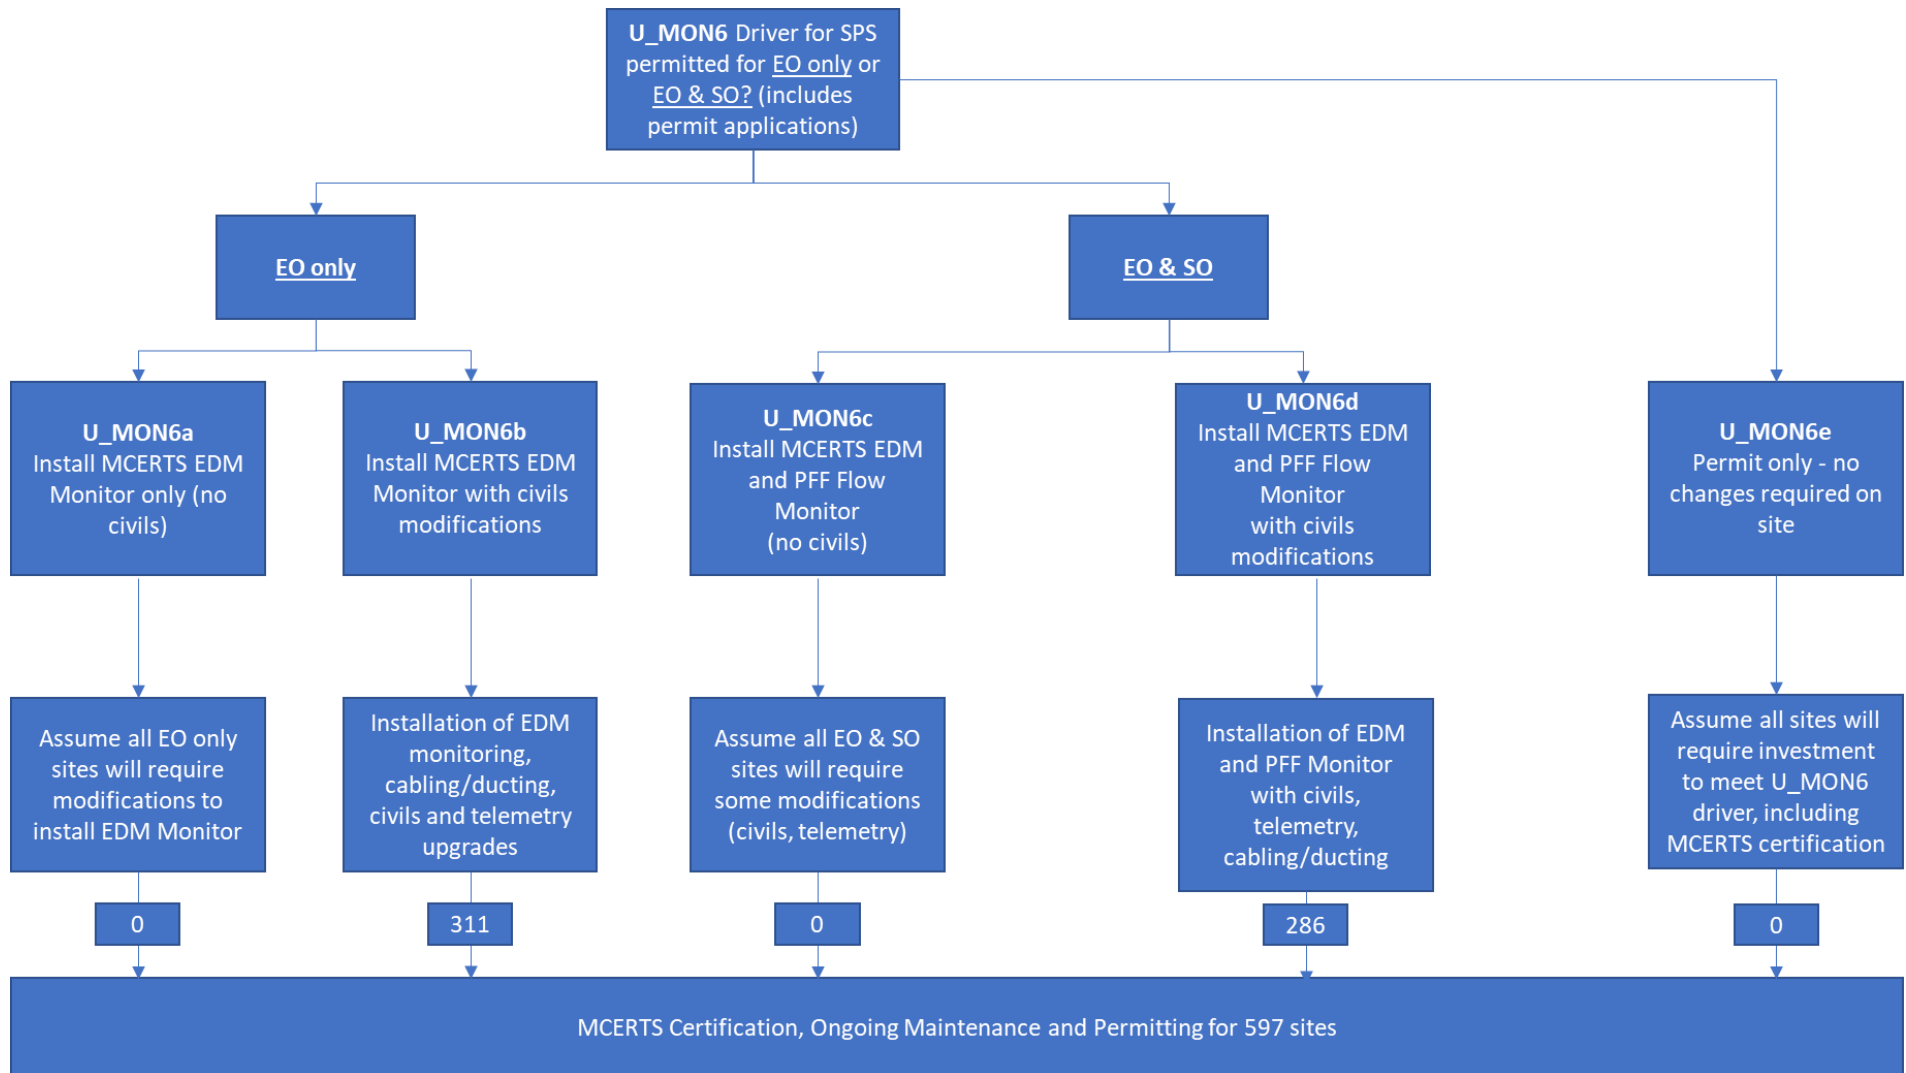 U_MON6 Driver for SPS
permitted for EO only or
EO & SO? (includes
permit applications)
EO only
EO & SO
U_MON6a
Install MCERTS EDM
Monitor only (no
civils)
U_MON6b
Install MCERTS EDM
Monitor with civils
modifications
U_MON6c
Install MCERTS EDM
and PFF Flow
Monitor
(no civils)
U_MON6d
Install MCERTS EDM
and PFF Flow
Monitor
with civils
modifications
U_MON6e
Permit only - no
changes required on
site
Assume all EO only
sites will require
modifications to
install EDM Monitor
Installation of EDM
monitoring,
cabling/ducting,
civils and telemetry
upgrades
Assume all EO & SO
sites will require
some modifications
(civils, telemetry)
Installation of EDM
and PFF Monitor
with civils,
telemetry,
cabling/ducting
Assume all sites will
require investment
to meet U_MON6
driver, including
MCERTS certification
0
311
0
286
0
MCERTS Certification, Ongoing Maintenance and Permitting for 597 sites